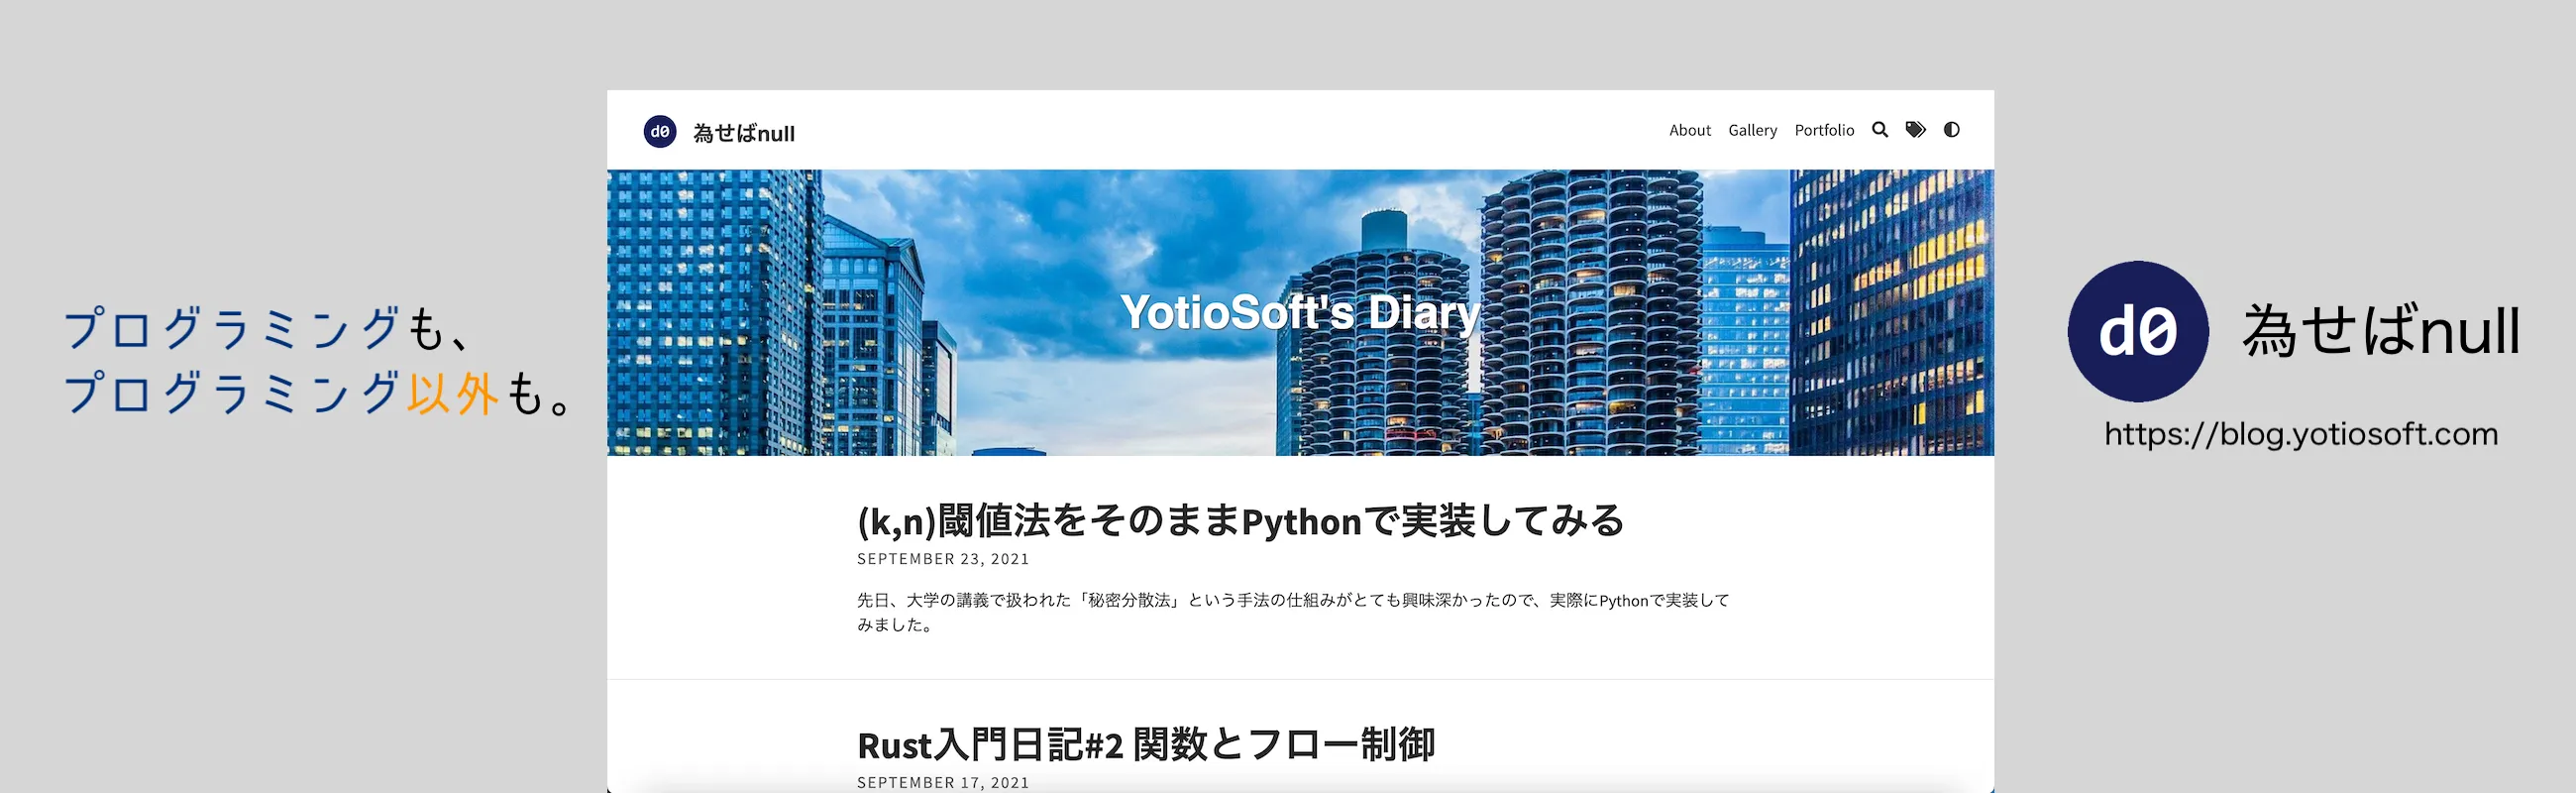 プログラミングも、
プログラミング以外も。
d0 為せばnull
About Gallery Portfolio
YotioSoft's Diary
(k,n)閾値法をそのままPythonで実装してみる
SEPTEMBER 23, 2021
先日、大学の講義で扱われた「秘密分散法」という手法の仕組みがとても興味深かったので、実際にPythonで実装して
みました。
Rust入門日記#2 関数とフロー制御
SEPTEMBER 17, 2021
d0 為せばnull
https://blog.yotiosoft.com